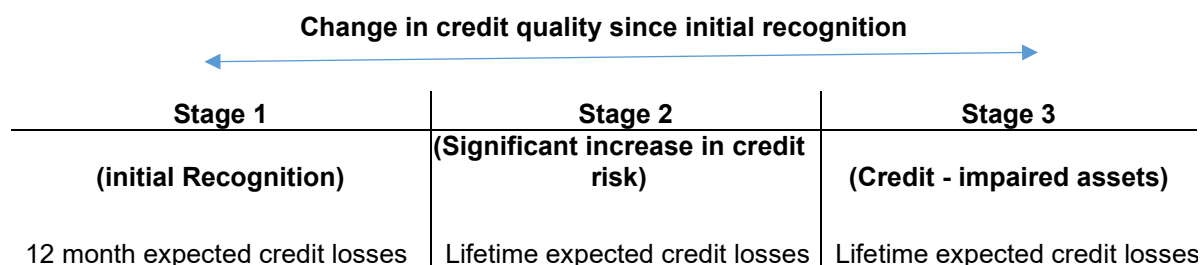 Change in credit quality since initial recognition
Stage 1 Stage 2 Stage 3
(initial Recognition) (Significant increase in credit risk) (Credit - impaired assets)
12 month expected credit losses Lifetime expected credit losses Lifetime expected credit losses